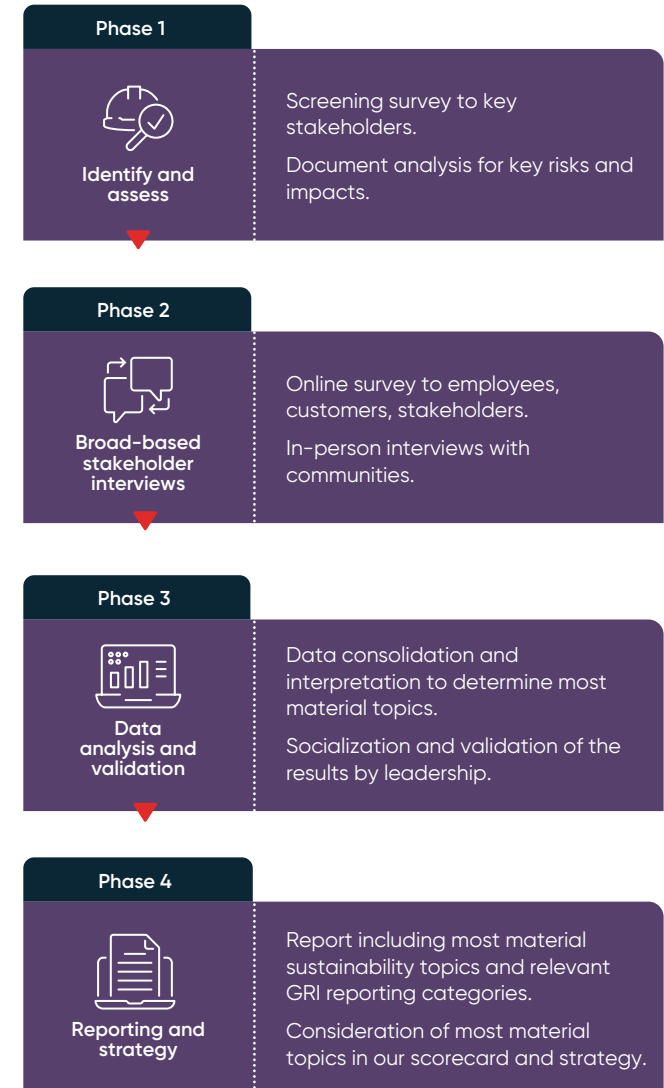 Phase 1
Identify and
assess
Screening survey to key
stakeholders.
Document analysis for key risks and
impacts.
Phase 2
Broad-based
stakeholder
interviews
Online survey to employees,
customers, stakeholders.
In-person interviews with
communities.
Phase 3
Data
analysis and
validation
Data consolidation and
interpretation to determine most
material topics.
Socialization and validation of the
results by leadership.
Phase 4
Reporting and
strategy
Report including most material
sustainability topics and relevant
GRI reporting categories.
Consideration of most material
topics in our scorecard and strategy.